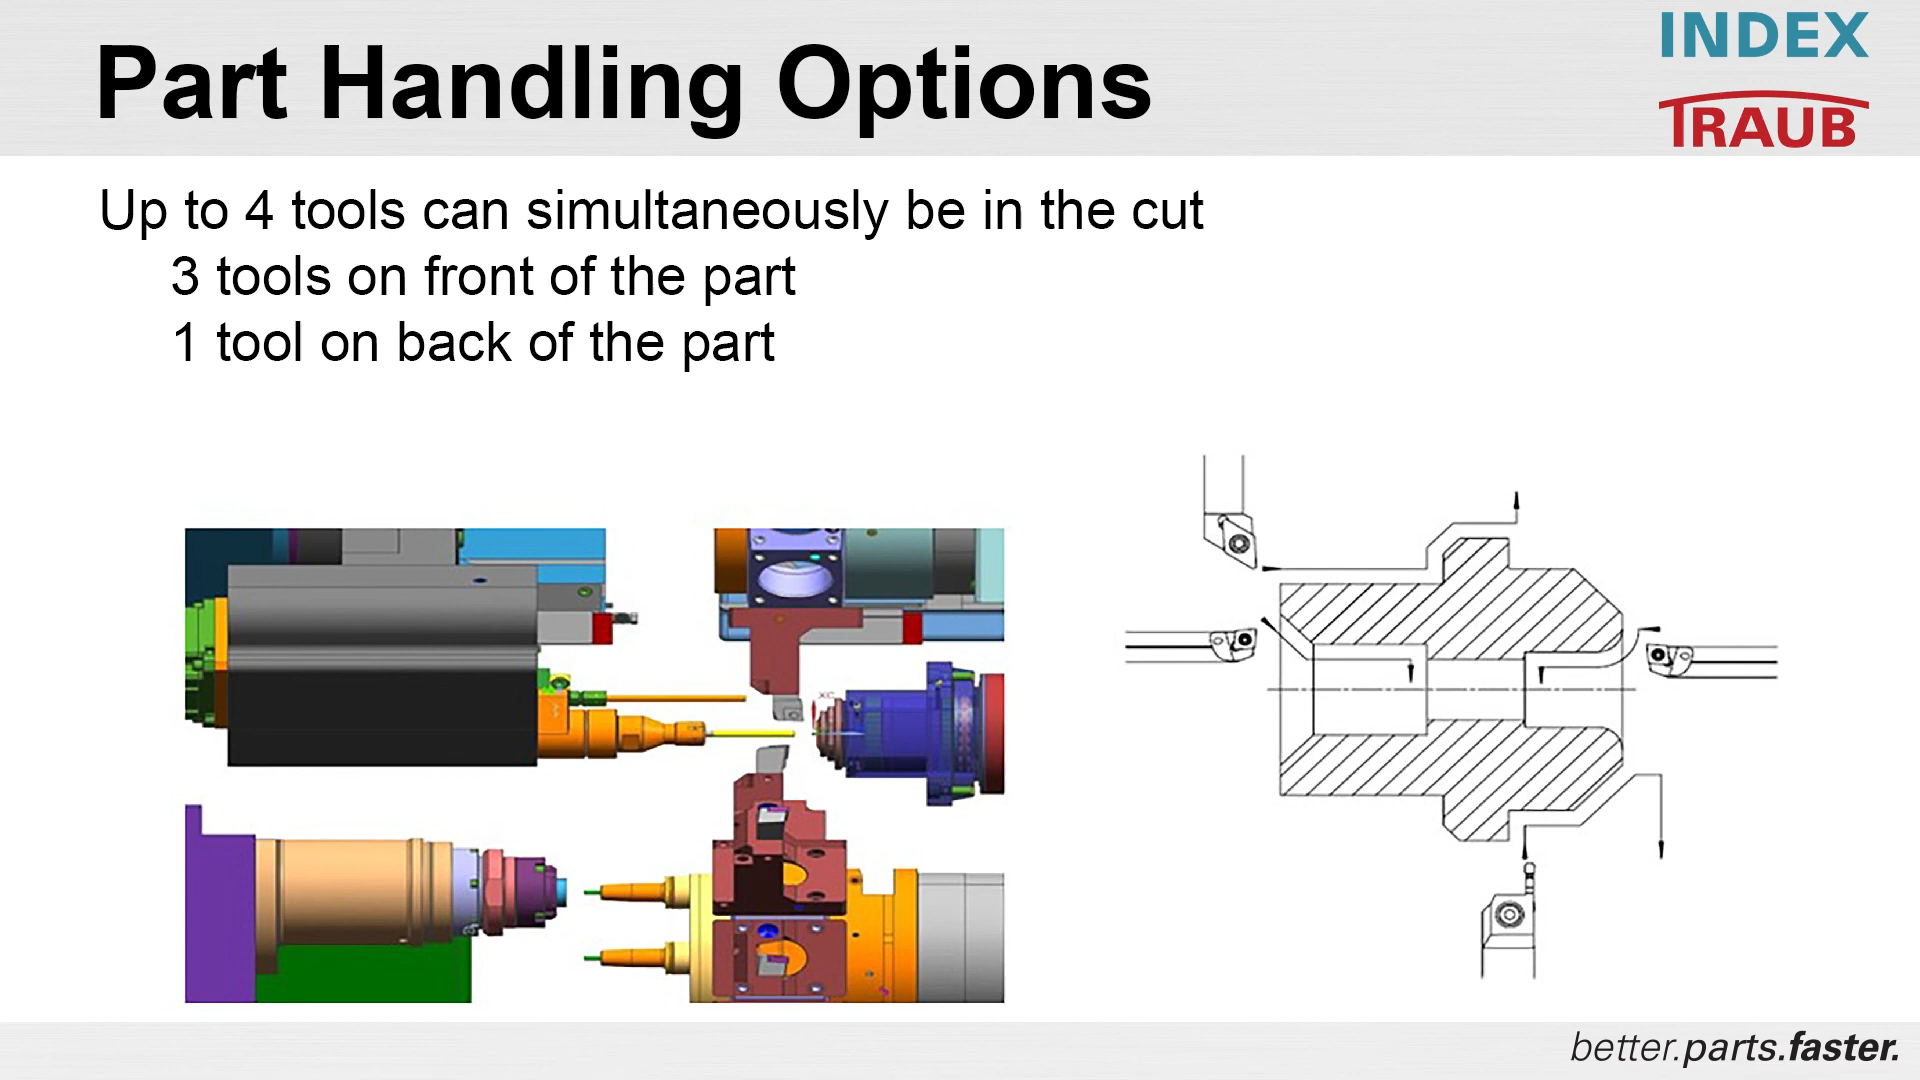 Part Handling Options
INDEX
TRAUB
Up to 4 tools can simultaneously be in the cut
3 tools on front of the part
1 tool on back of the part
XC
better.parts.faster.